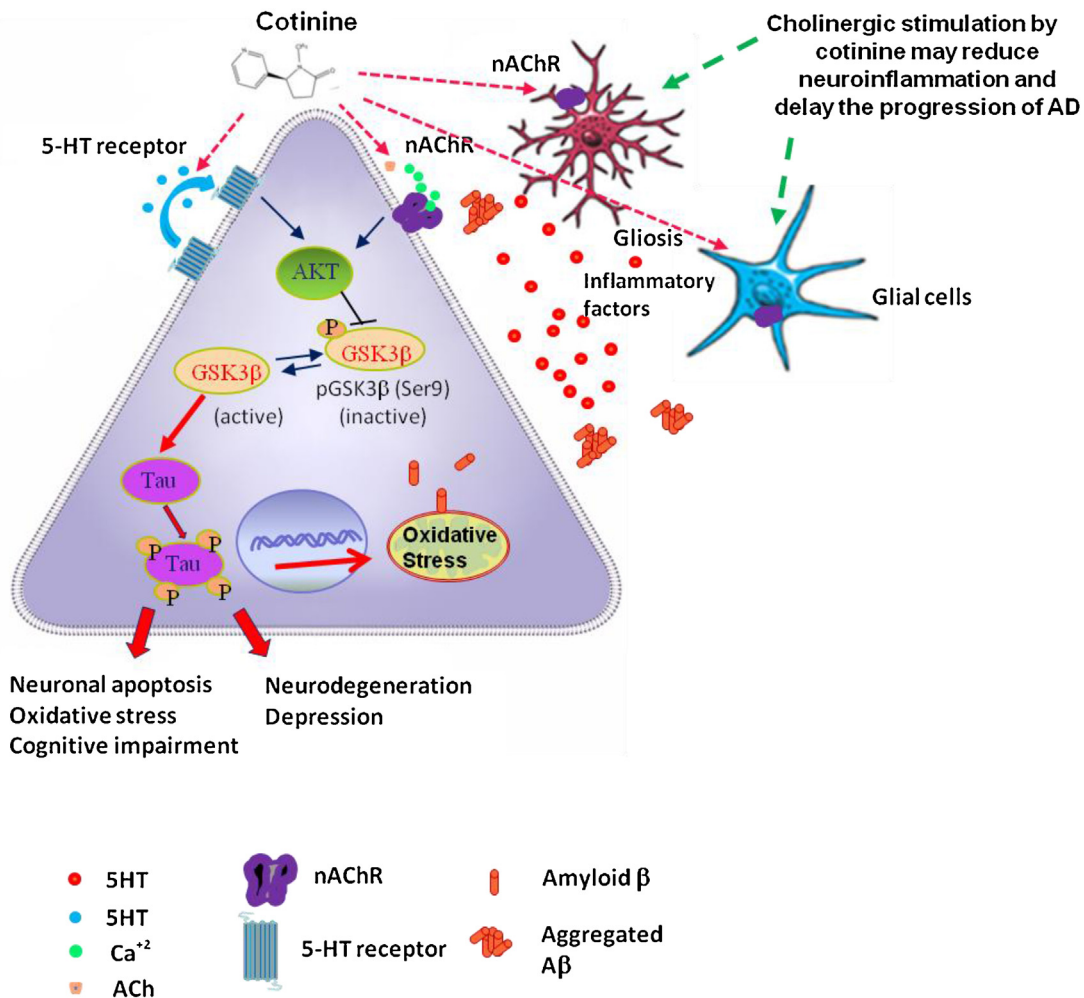 Cotinine
Cholinergic stimulation by
cotinine may reduce
neuroinflammation and
delay the progression of AD
N
CH₃
N
O
nAChR
5-HT receptor
nAChR
Gliosis
AKT
Inflammatory
factors
Glial cells
P
GSK3β
GSK3β
pGSK3β (Ser9)
(active)
(inactive)
Tau
Oxidative
Stress
P
P
Tau
P
P
Neuronal apoptosis
Oxidative stress
Cognitive impairment
Neurodegeneration
Depression
5HT
5HT
Ca⁺²
ACh
nAChR
5-HT receptor
Amyloid β
Aggregated
Aβ